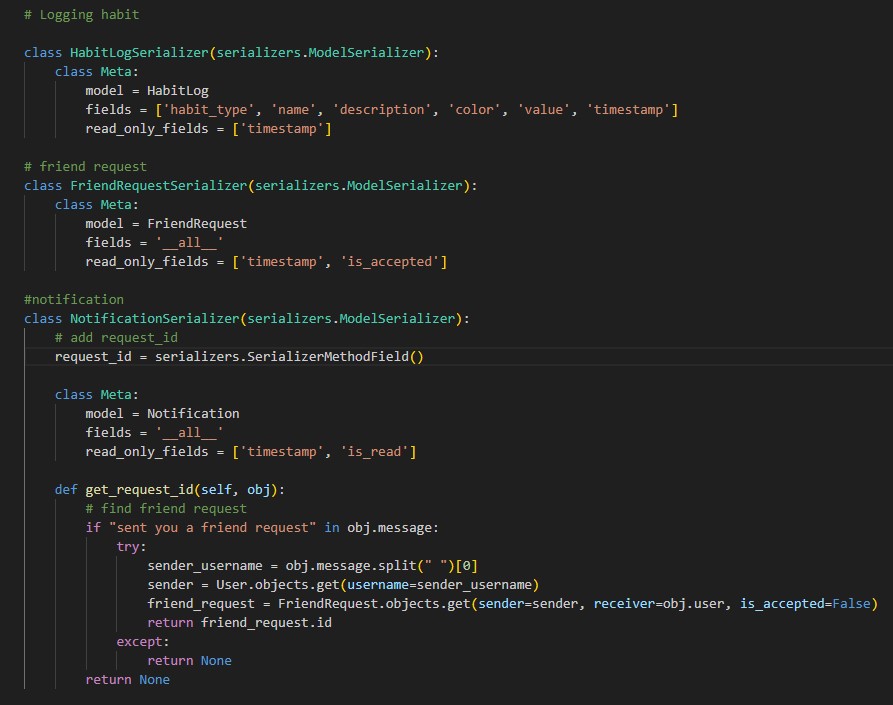 # Logging habit
class HabitLogSerializer(serializers.ModelSerializer):
    class Meta:
        model = HabitLog
        fields = ['habit_type', 'name', 'description', 'color', 'value', 'timestamp']
        read_only_fields = ['timestamp']
# friend request
class FriendRequestSerializer(serializers.ModelSerializer):
    class Meta:
        model = FriendRequest
        fields = '__all__'
        read_only_fields = ['timestamp', 'is_accepted']
#notification
class NotificationSerializer(serializers.ModelSerializer):
    # add request_id
    request_id = serializers.SerializerMethodField()
    class Meta:
        model = Notification
        fields = '__all__'
        read_only_fields = ['timestamp', 'is_read']
    def get_request_id(self, obj):
        # find friend request
        if "sent you a friend request" in obj.message:
            try:
                sender_username = obj.message.split(" ")[0]
                sender = User.objects.get(username=sender_username)
                friend_request = FriendRequest.objects.get(sender=sender, receiver=obj.user, is_accepted=False)
                return friend_request.id
            except:
                return None
        return None